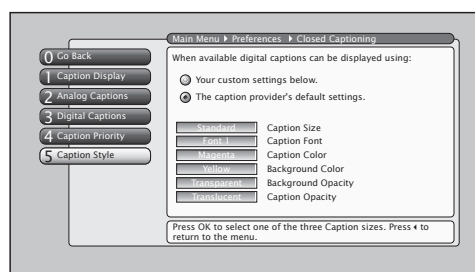 Main Menu ▶ Preferences ▶ Closed Captioning
0 Go Back
1 Caption Display
2 Analog Captions
3 Digital Captions
4 Caption Priority
5 Caption Style
When available digital captions can be displayed using:
Your custom settings below.
The caption provider's default settings.
Standard Caption Size
Font 1 Caption Font
Magenta Caption Color
Yellow Background Color
Transparent Background Opacity
Translucent Caption Opacity
Press OK to select one of the three Caption sizes. Press ◀ to
return to the menu.